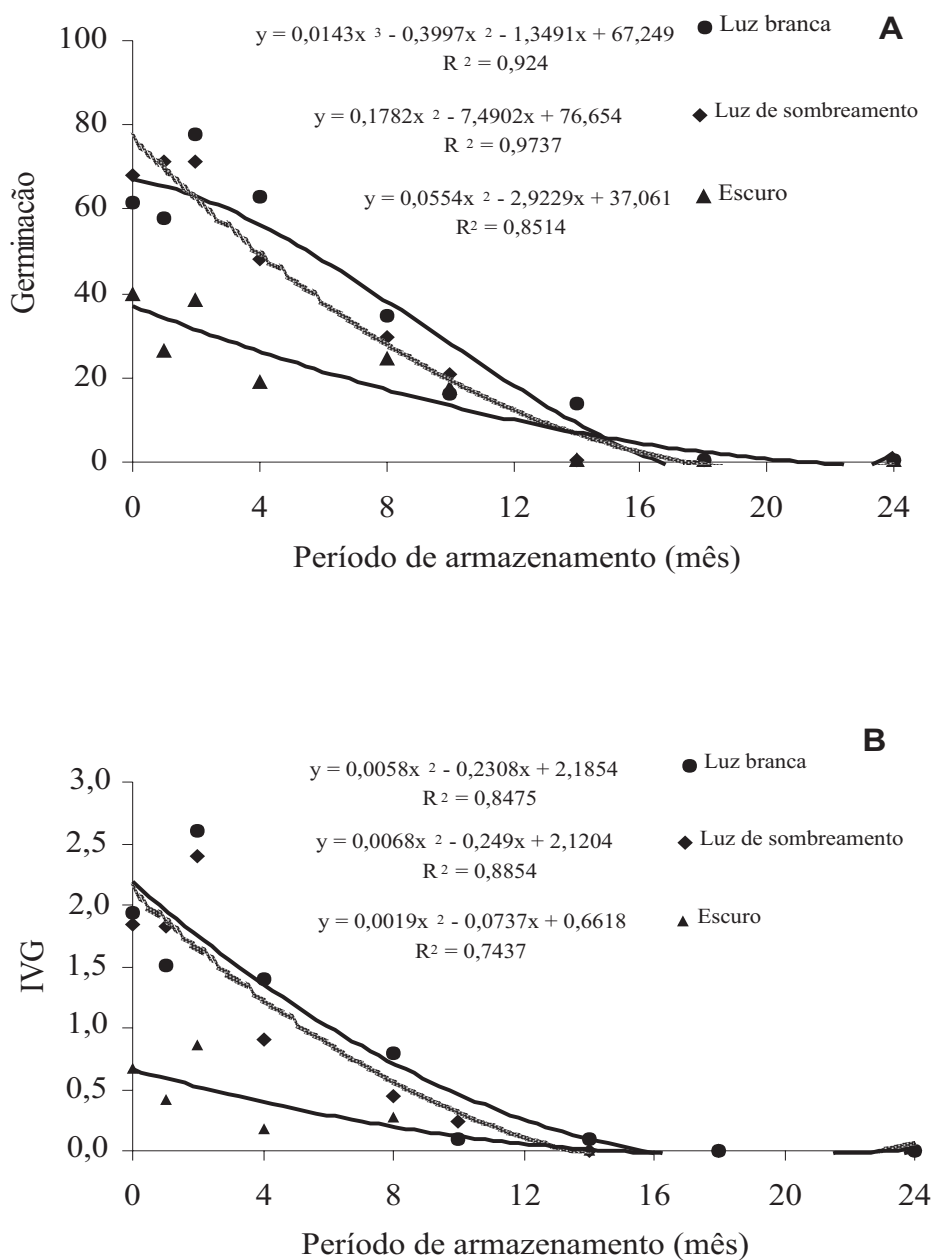 A
y = 0,0143x 3 - 0,3997x 2 - 1,3491x + 67,249
R 2 = 0,924
Luz branca
y = 0,1782x 2 - 7,4902x + 76,654
R 2 = 0,9737
Luz de sombreamento
y = 0,0554x 2 - 2,9229x + 37,061
R2 = 0,8514
Escuro
Germinação
100
80
60
40
20
0
0 4 8 12 16 20 24
Período de armazenamento (mês)
B
y = 0,0058x 2 - 0,2308x + 2,1854
R 2 = 0,8475
Luz branca
y = 0,0068x 2 - 0,249x + 2,1204
R 2 = 0,8854
Luz de sombreamento
y = 0,0019x 2 - 0,0737x + 0,6618
R2 = 0,7437
Escuro
IVG
3,0
2,5
2,0
1,5
1,0
0,5
0,0
0 4 8 12 16 20 24
Período de armazenamento (mês)